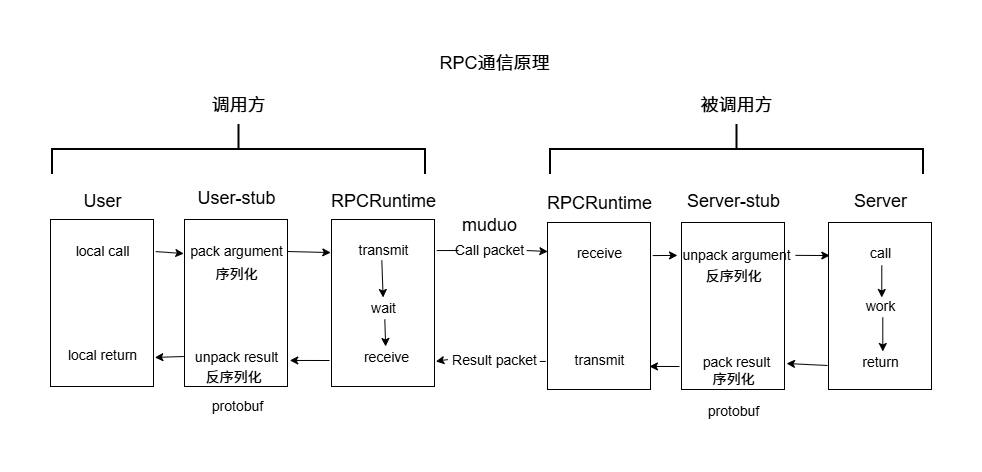 RPC通信原理
调用方
被调用方
User
User-stub
RPCRuntime
muduo
RPCRuntime
Server-stub
Server
local call
pack argument
序列化
transmit
Call packet
receive
unpack argument
反序列化
call
wait
work
local return
unpack result
反序列化
receive
Result packet
transmit
pack result
序列化
return
protobuf
protobuf